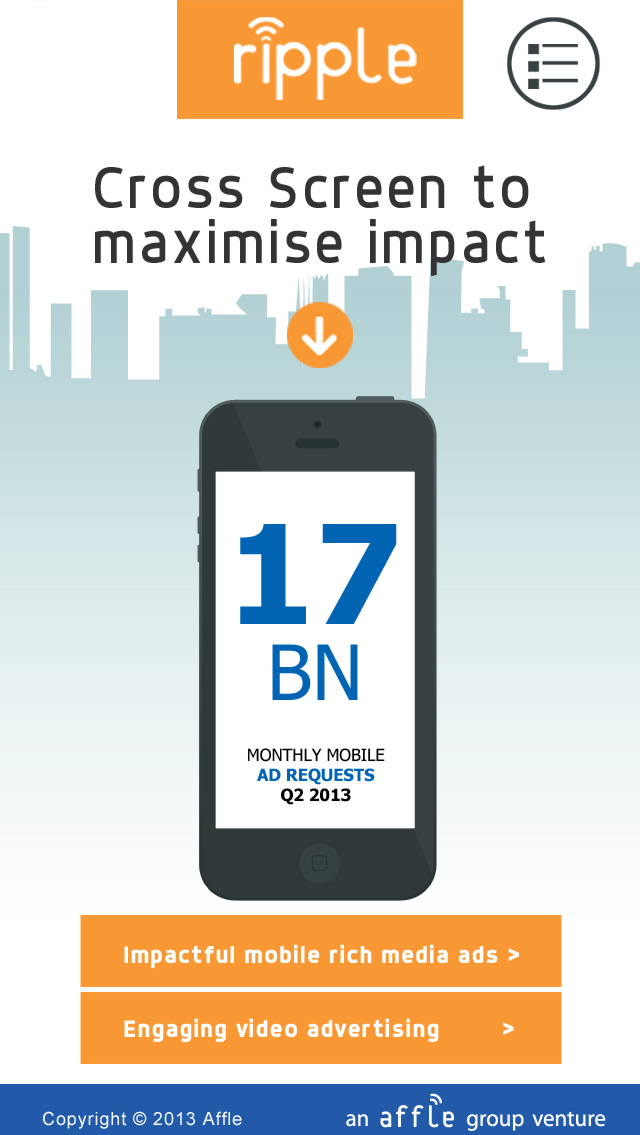 ripple
Cross Screen to
maximise impact
17
BN
MONTHLY MOBILE
AD REQUESTS
Q2 2013
Impactful mobile rich media ads >
Engaging video advertising >
Copyright © 2013 Affle
an affle group venture